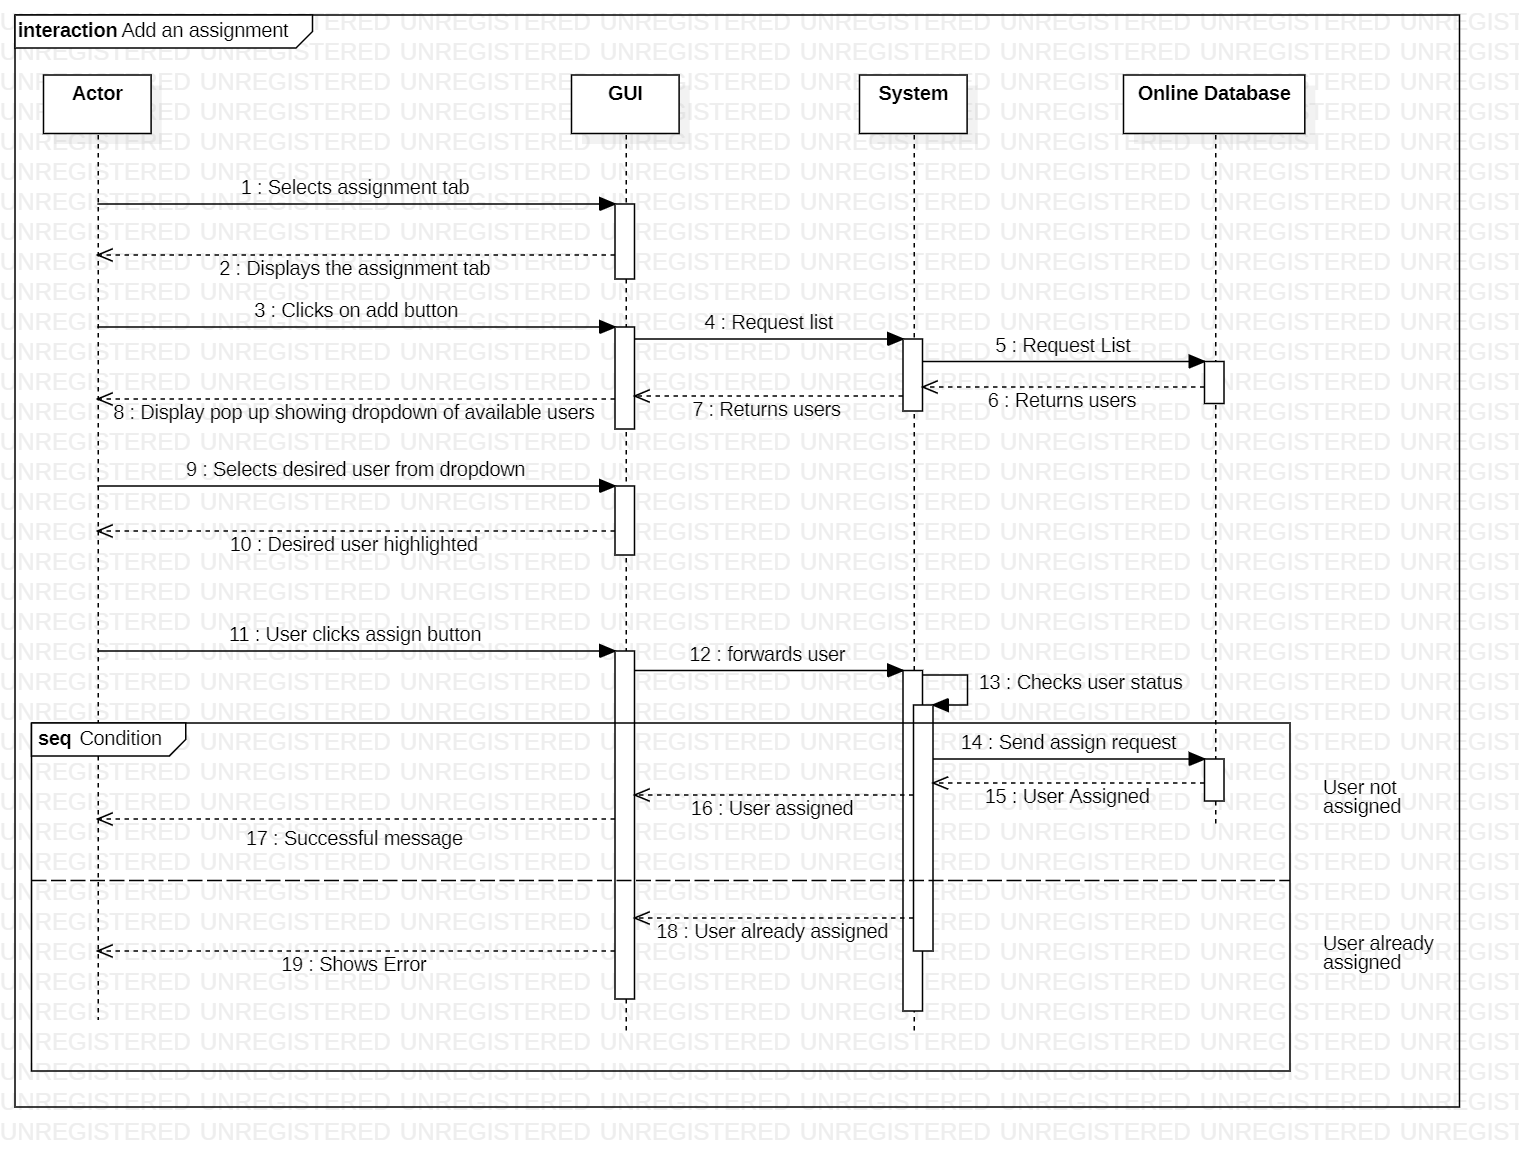 interaction Add an assignment
Actor
GUI
System
Online Database
1 : Selects assignment tab
2 : Displays the assignment tab
3 : Clicks on add button
4 : Request list
5 : Request List
6 : Returns users
7 : Returns users
8 : Display pop up showing dropdown of available users
9 : Selects desired user from dropdown
10 : Desired user highlighted
11 : User clicks assign button
12 : forwards user
13 : Checks user status
seq Condition
14 : Send assign request
15 : User Assigned
16 : User assigned
17 : Successful message
User not
assigned
18 : User already assigned
19 : Shows Error
User already
assigned
UNREGISTERED